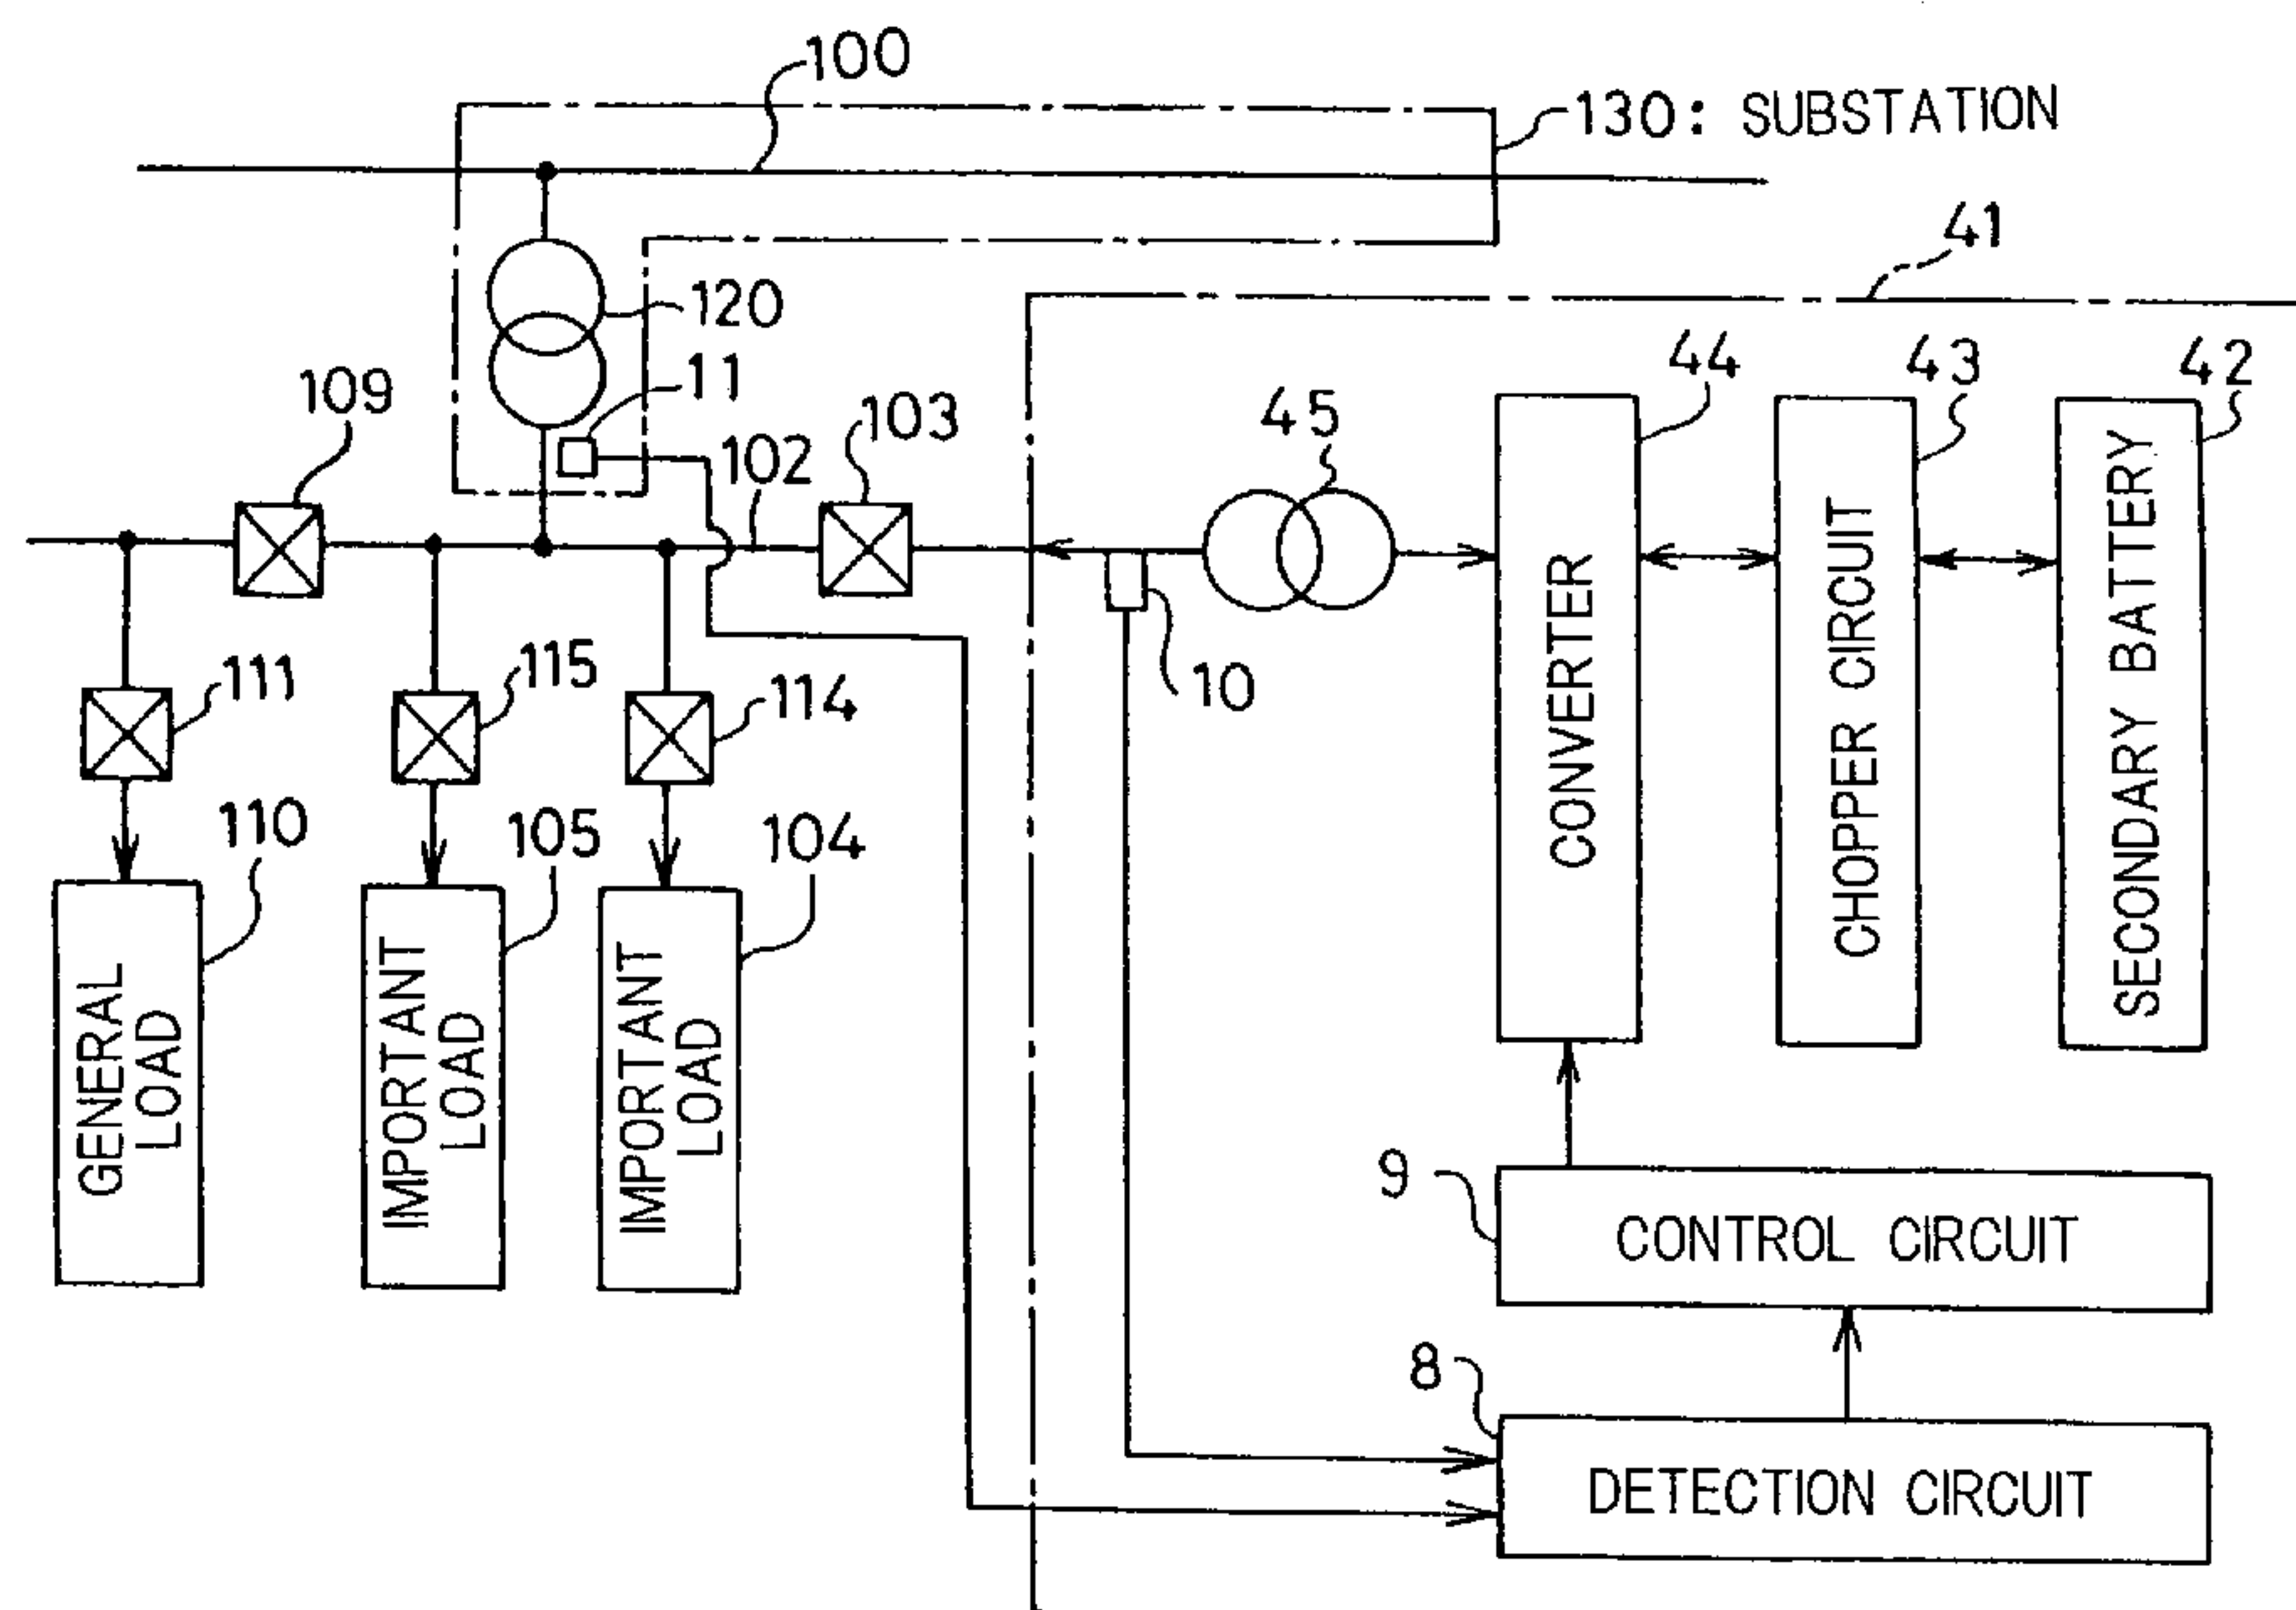 100
130: SUBSTATION
41
120
11
44
43
42
109
103
45
102
111
115
114
10
110
105
104
CONVERTER
CHOPPER CIRCUIT
SECONDARY BATTERY
GENERAL
LOAD
IMPORTANT
LOAD
IMPORTANT
LOAD
9
CONTROL CIRCUIT
8
DETECTION CIRCUIT